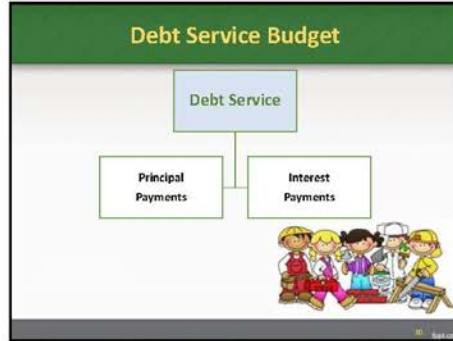 Debt Service Budget
Debt Service
Principal
Payments
Interest
Payments